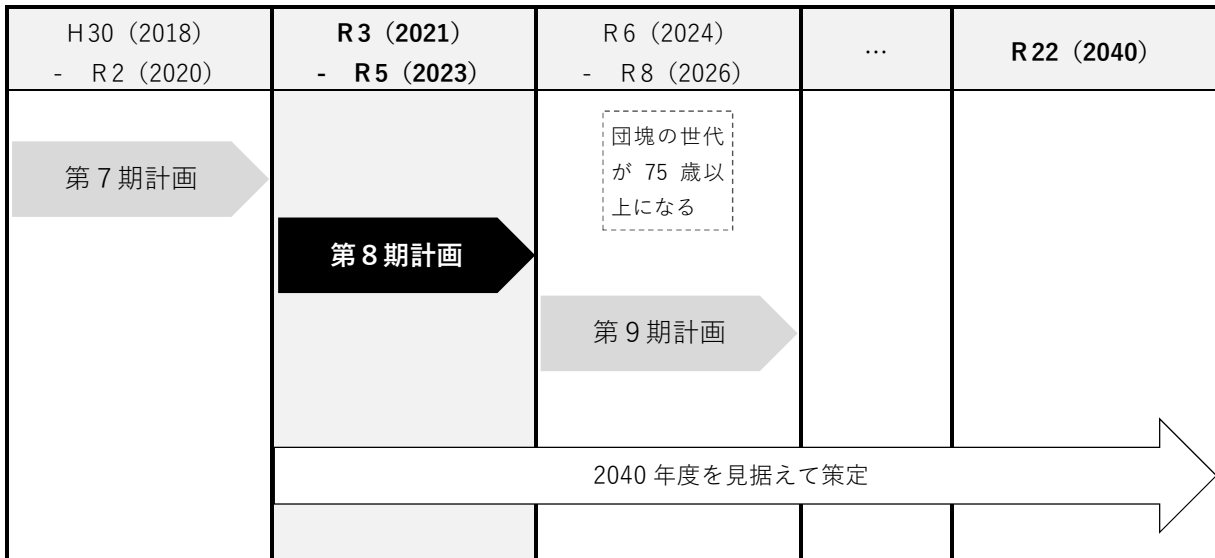 H30（2018）
- R2（2020）
R3（2021）
- R5（2023）
R6（2024）
- R8（2026）
…
R22（2040）
団塊の世代
が 75 歳以
上になる
第７期計画
第８期計画
第９期計画
2040 年度を見据えて策定